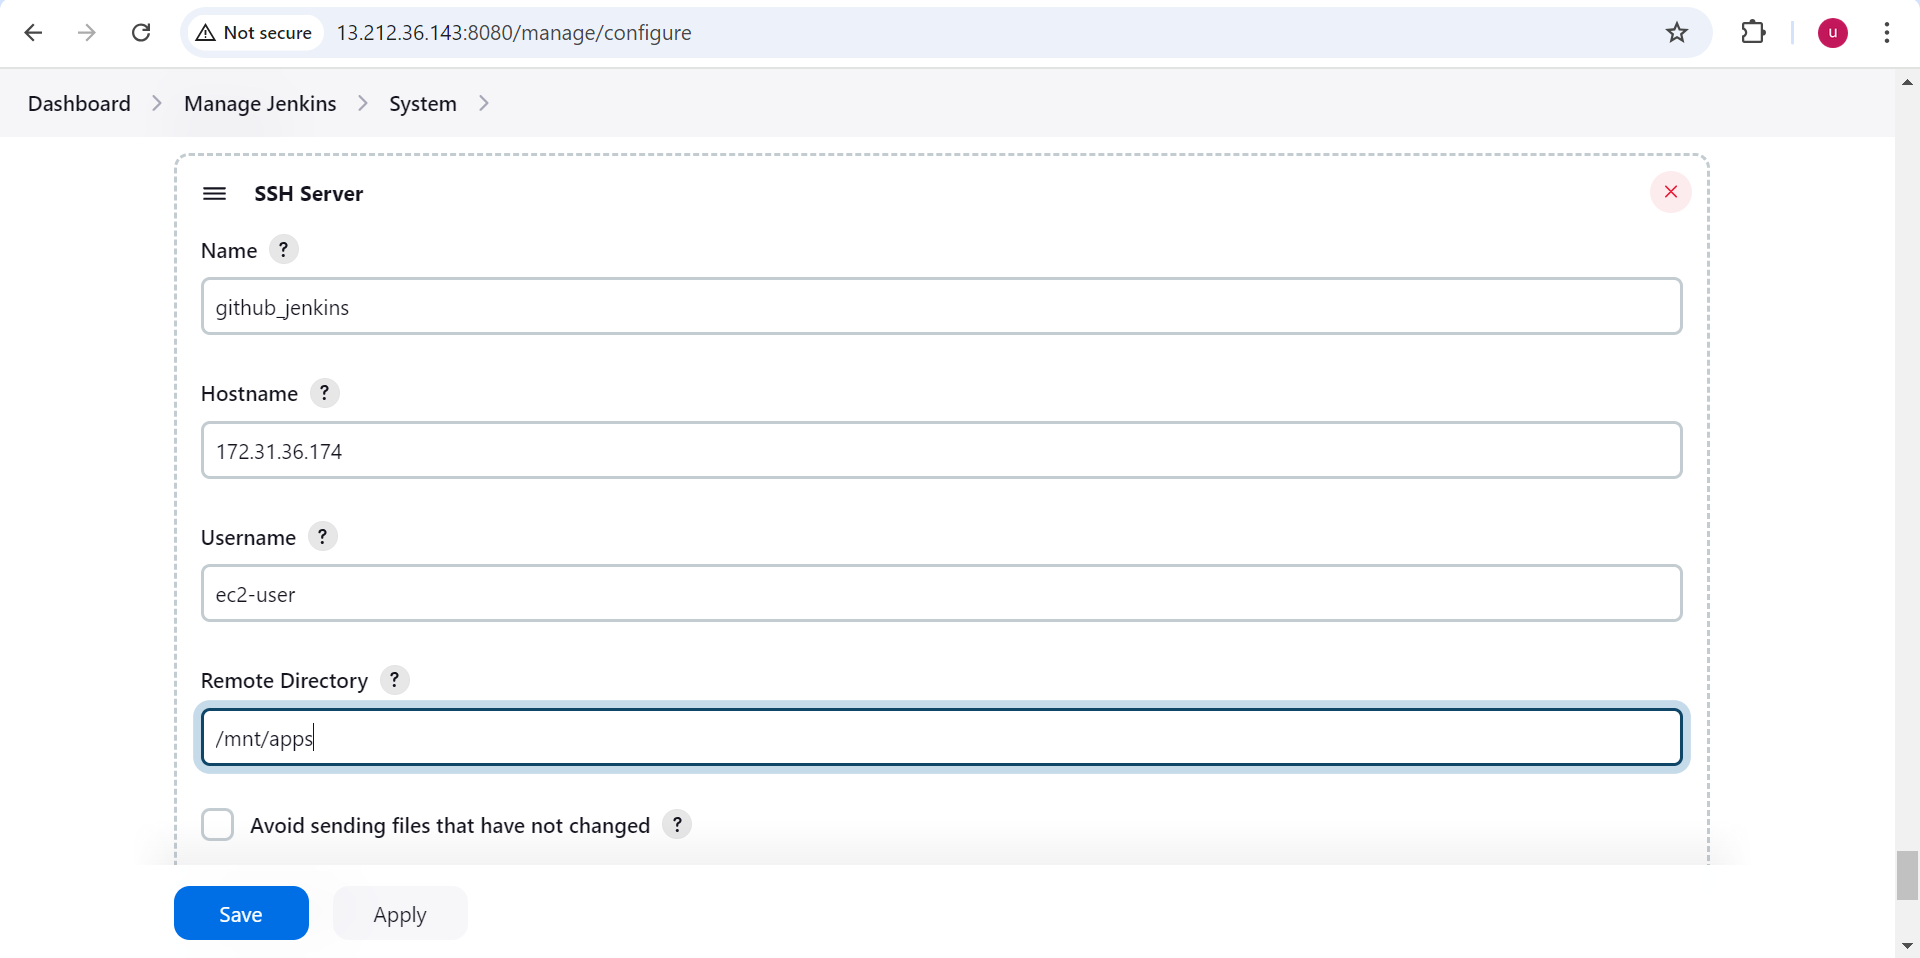 Not secure 13.212.36.143:8080/manage/configure u
Dashboard Manage Jenkins System
SSH Server
Name ?
github_jenkins
Hostname ?
172.31.36.174
Username ?
ec2-user
Remote Directory ?
/mnt/apps
Avoid sending files that have not changed ?
Save Apply